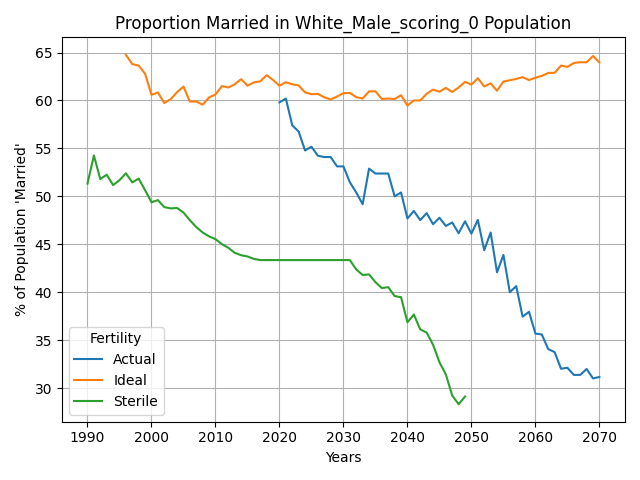 Proportion Married in White_Male_scoring_0 Population
% of Population 'Married'
65
60
55
50
45
40
35
30
Fertility
Actual
Ideal
Sterile
1990 2000 2010 2020 2030 2040 2050 2060 2070
Years